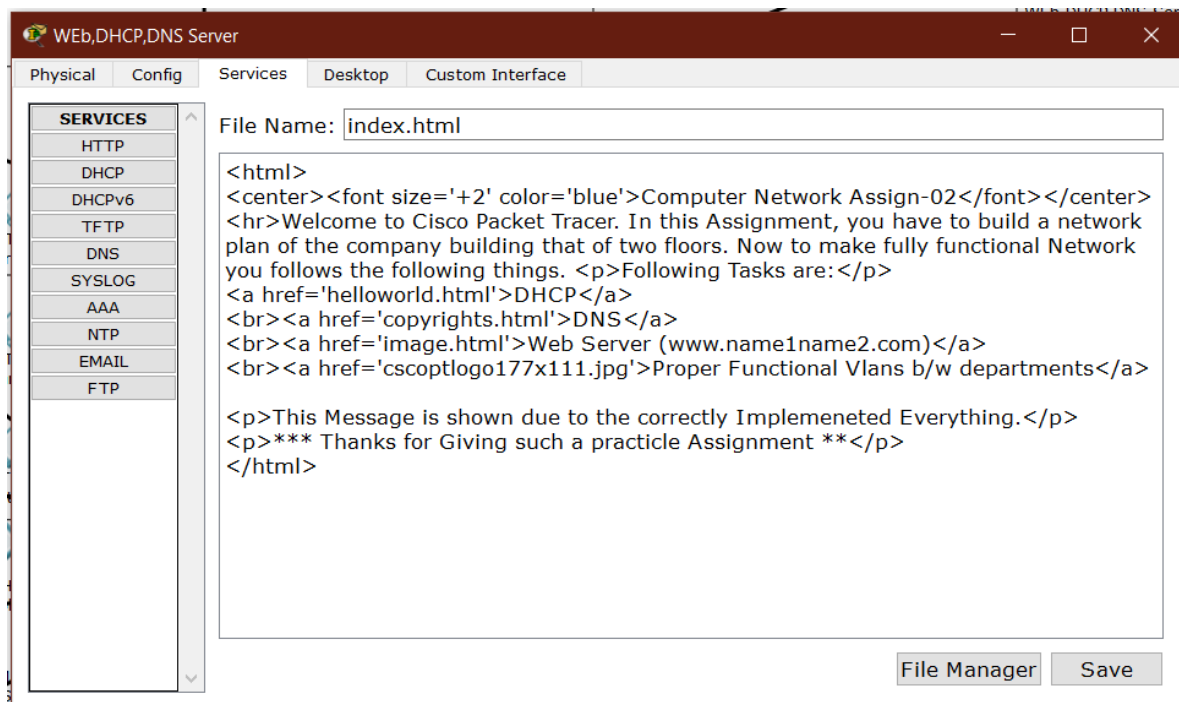 WEb,DHCP,DNS Server
Physical Config Services Desktop Custom Interface
SERVICES
HTTP
DHCP
DHCPv6
TFTP
DNS
SYSLOG
AAA
NTP
EMAIL
FTP
File Name: index.html
<html>
<center><font size='+2' color='blue'>Computer Network Assign-02</font></center>
<hr>Welcome to Cisco Packet Tracer. In this Assignment, you have to build a network
plan of the company building that of two floors. Now to make fully functional Network
you follows the following things. <p>Following Tasks are:</p>
<a href='helloworld.html'>DHCP</a>
<br><a href='copyrights.html'>DNS</a>
<br><a href='image.html'>Web Server (www.name1name2.com)</a>
<br><a href='cscoptlogo177x111.jpg'>Proper Functional Vlans b/w departments</a>
<p>This Message is shown due to the correctly Implemeneted Everything.</p>
<p>*** Thanks for Giving such a practicle Assignment **</p>
</html>
File Manager Save